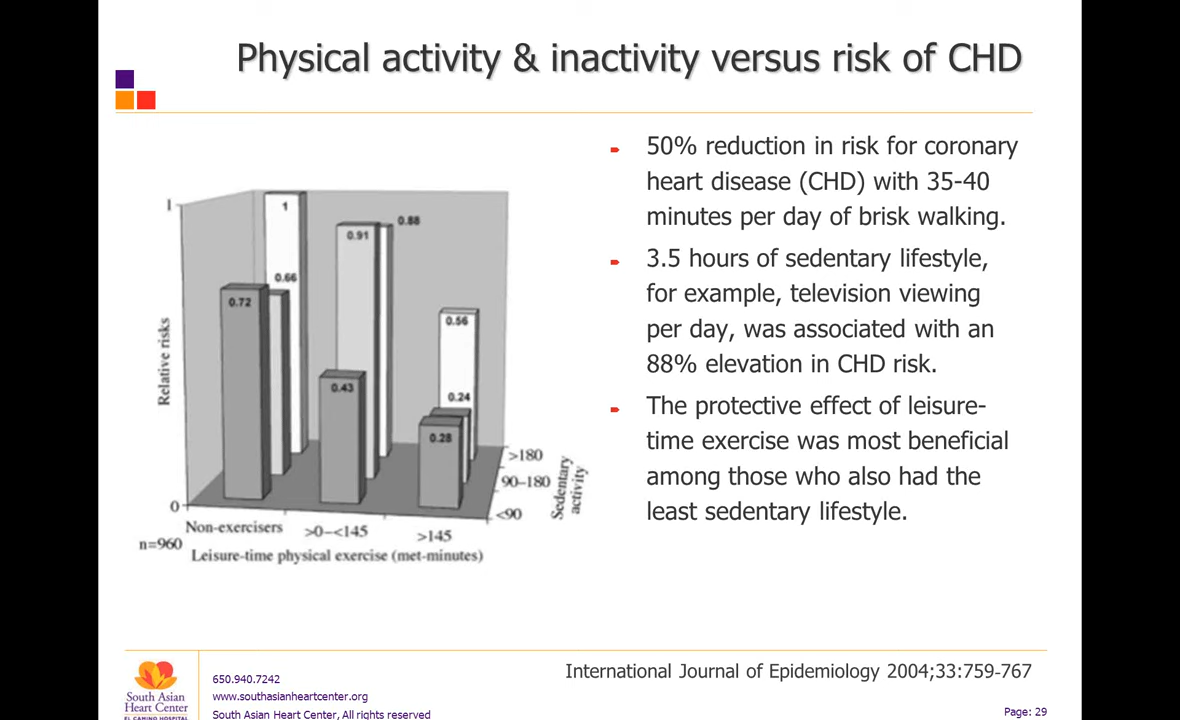 Physical activity & inactivity versus risk of CHD
1
1
0.88
0.91
0.66
0.72
0.56
0.43
0.24
0.28
Relative risks
0
>180
90–180
<90
Sedentary
activity
Non-exercisers
>0–<145
>145
n=960
Leisure-time physical exercise (met-minutes)
50% reduction in risk for coronary
heart disease (CHD) with 35-40
minutes per day of brisk walking.
3.5 hours of sedentary lifestyle,
for example, television viewing
per day, was associated with an
88% elevation in CHD risk.
The protective effect of leisure-
time exercise was most beneficial
among those who also had the
least sedentary lifestyle.
International Journal of Epidemiology 2004;33:759-767
South Asian
Heart Center
EL CAMINO HOSPITAL
650.940.7242
www.southasianheartcenter.org
South Asian Heart Center, All rights reserved
Page: 29